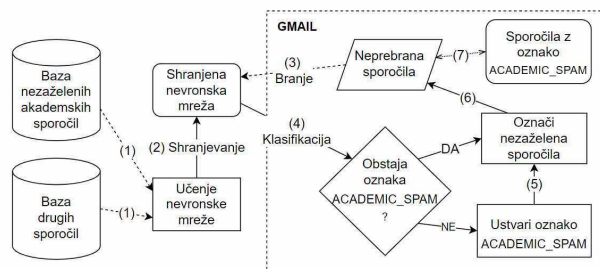 GMAIL
Baza
nezaželenih
akademskih
sporočil
Shranjena
nevronska
mreža
(3)
Branje
Neprebrana
sporočila
(7)
Sporočila z
oznako
ACADEMIC_SPAM
(1)
(2) Shranjevanje
(4)
Klasifikacija
(6)
Označi
nezaželena
sporočila
DA
Obstaja
oznaka
ACADEMIC_SPAM
?
Baza
drugih
sporočil
(1)
Učenje
nevronske
mreže
(5)
NE
Ustvari oznako
ACADEMIC_SPAM